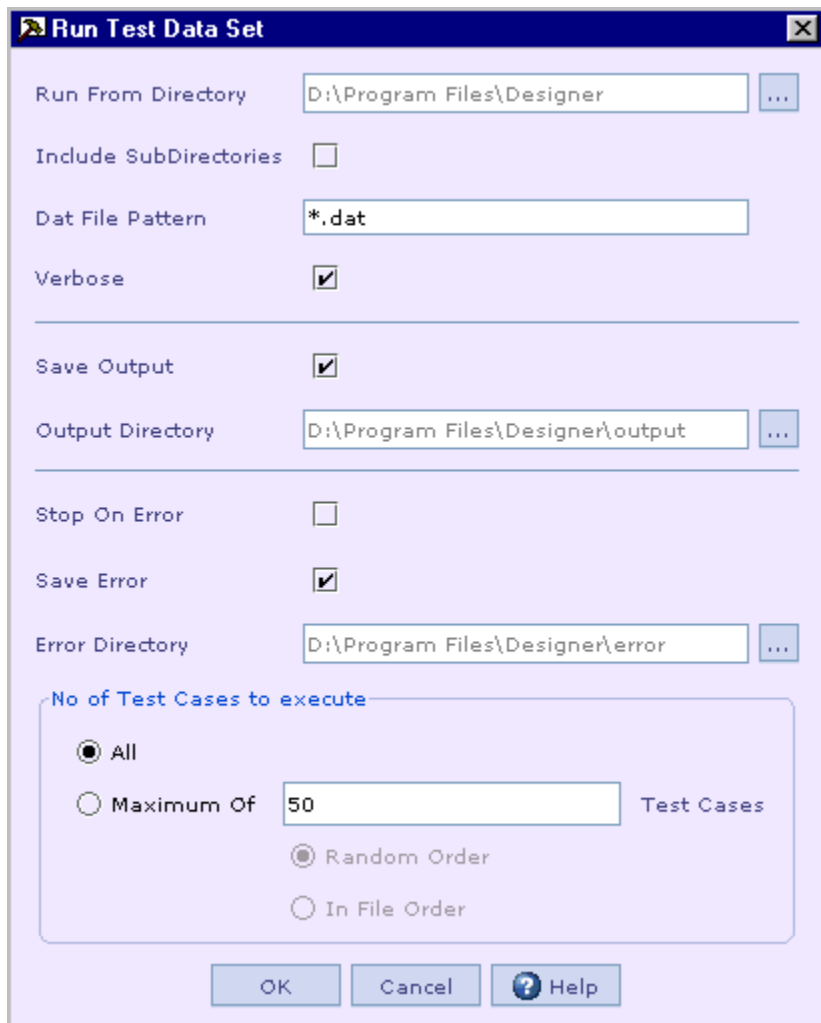 Run Test Data Set
Run From Directory D:\Program Files\Designer ...
Include SubDirectories
Dat File Pattern *.dat
Verbose
Save Output
Output Directory D:\Program Files\Designer\output ...
Stop On Error
Save Error
Error Directory D:\Program Files\Designer\error ...
No of Test Cases to execute
All
Maximum Of 50 Test Cases
Random Order
In File Order
OK Cancel ? Help